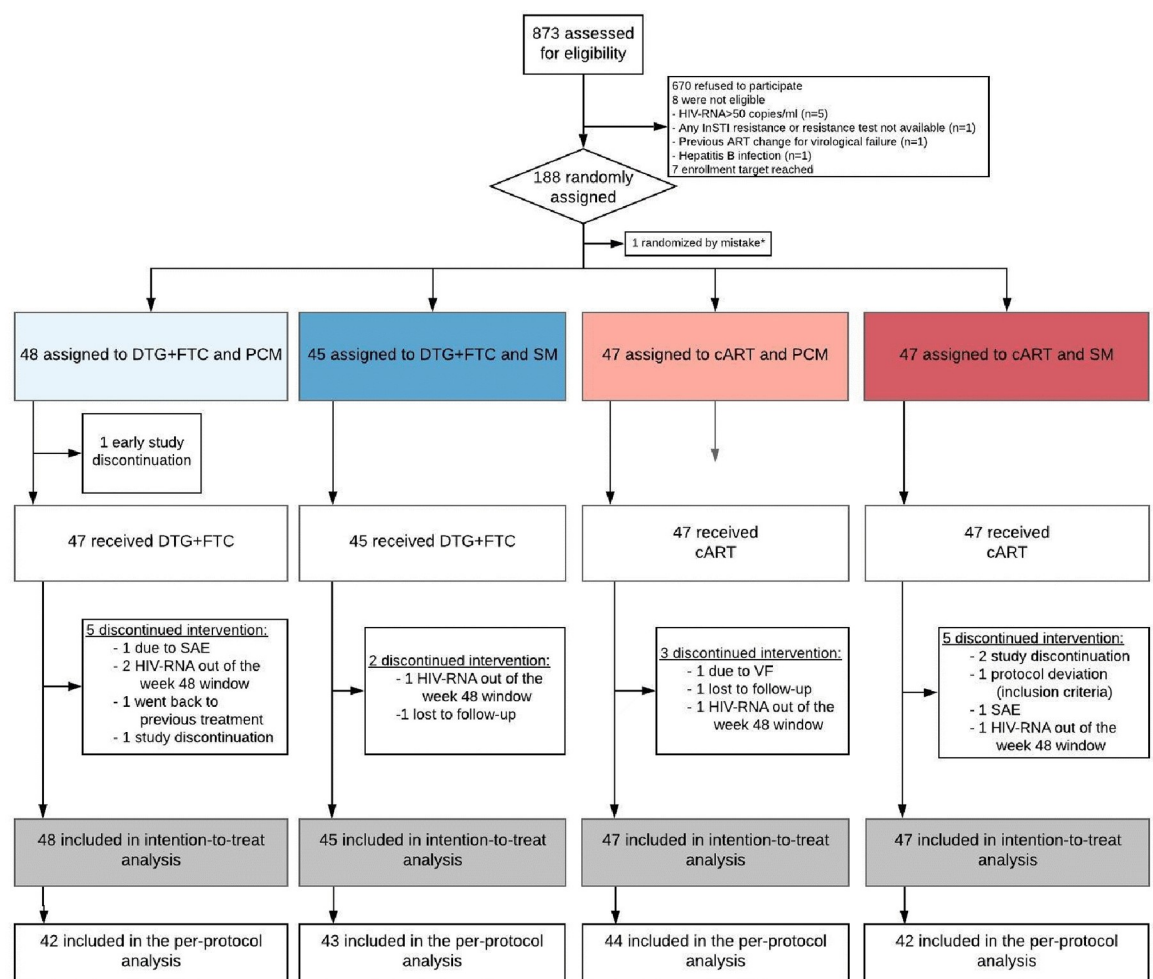 873 assessed
for eligibility
670 refused to participate
8 were not eligible
- HIV-RNA>50 copies/ml (n=5)
- Any InSTI resistance or resistance test not available (n=1)
- Previous ART change for virological failure (n=1)
- Hepatitis B infection (n=1)
7 enrollment target reached
188 randomly
assigned
1 randomized by mistake*
48 assigned to DTG+FTC and PCM
45 assigned to DTG+FTC and SM
47 assigned to cART and PCM
47 assigned to cART and SM
1 early study
discontinuation
47 received DTG+FTC
45 received DTG+FTC
47 received
cART
47 received
cART
5 discontinued intervention:
- 1 due to SAE
- 2 HIV-RNA out of the
week 48 window
- 1 went back to
previous treatment
- 1 study discontinuation
2 discontinued intervention:
- 1 HIV-RNA out of the
week 48 window
-1 lost to follow-up
3 discontinued intervention:
- 1 due to VF
- 1 lost to follow-up
- 1 HIV-RNA out of the
week 48 window
5 discontinued intervention:
- 2 study discontinuation
- 1 protocol deviation
(inclusion criteria)
- 1 SAE
- 1 HIV-RNA out of the
week 48 window
48 included in intention-to-treat
analysis
45 included in intention-to-treat
analysis
47 included in intention-to-treat
analysis
47 included in intention-to-treat
analysis
42 included in the per-protocol
analysis
43 included in the per-protocol
analysis
44 included in the per-protocol
analysis
42 included in the per-protocol
analysis